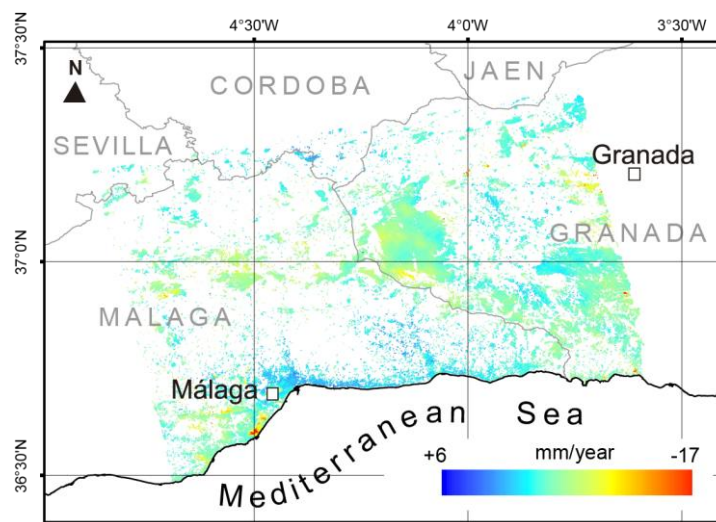 4°30'W
4°0'W
3°30'W
37°30'N
N
CORDOBA
JAEN
SEVILLA
Granada
GRANADA
37°0'N
MALAGA
Málaga
Mediterranean Sea
+6 mm/year -17
36°30'N